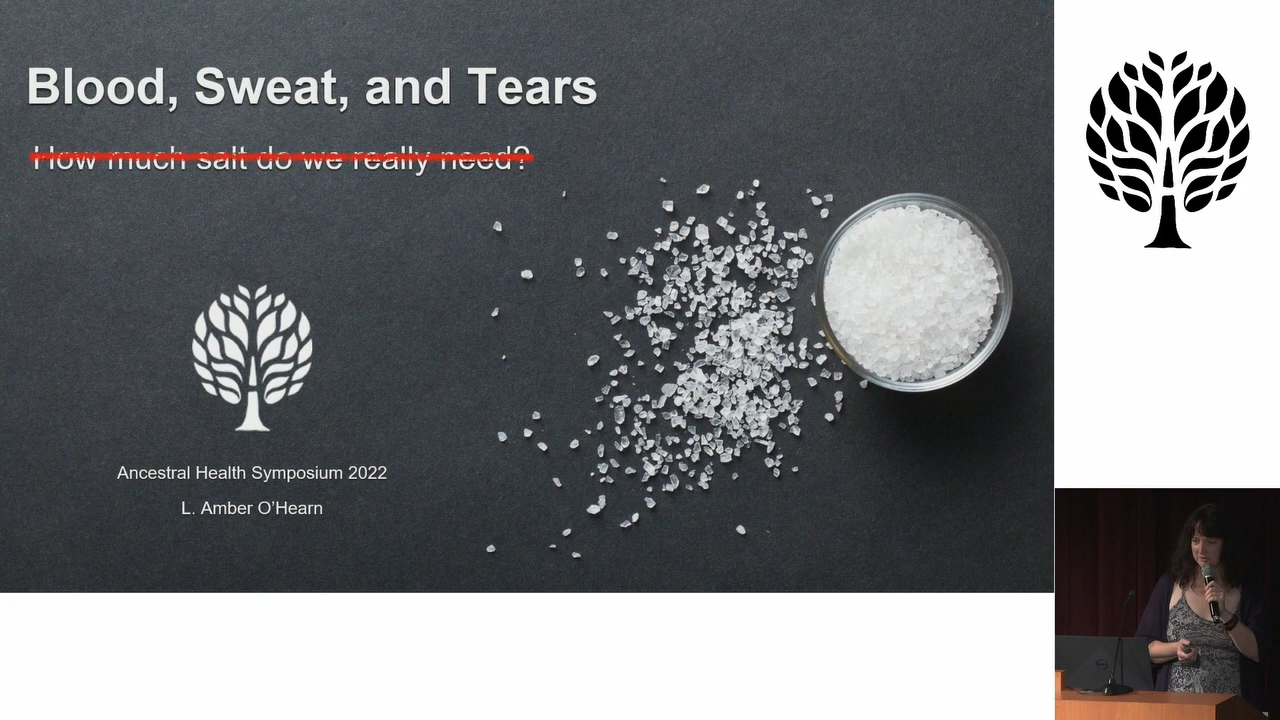 Blood, Sweat, and Tears
How much salt do we really need?
Ancestral Health Symposium 2022
L. Amber O’Hearn